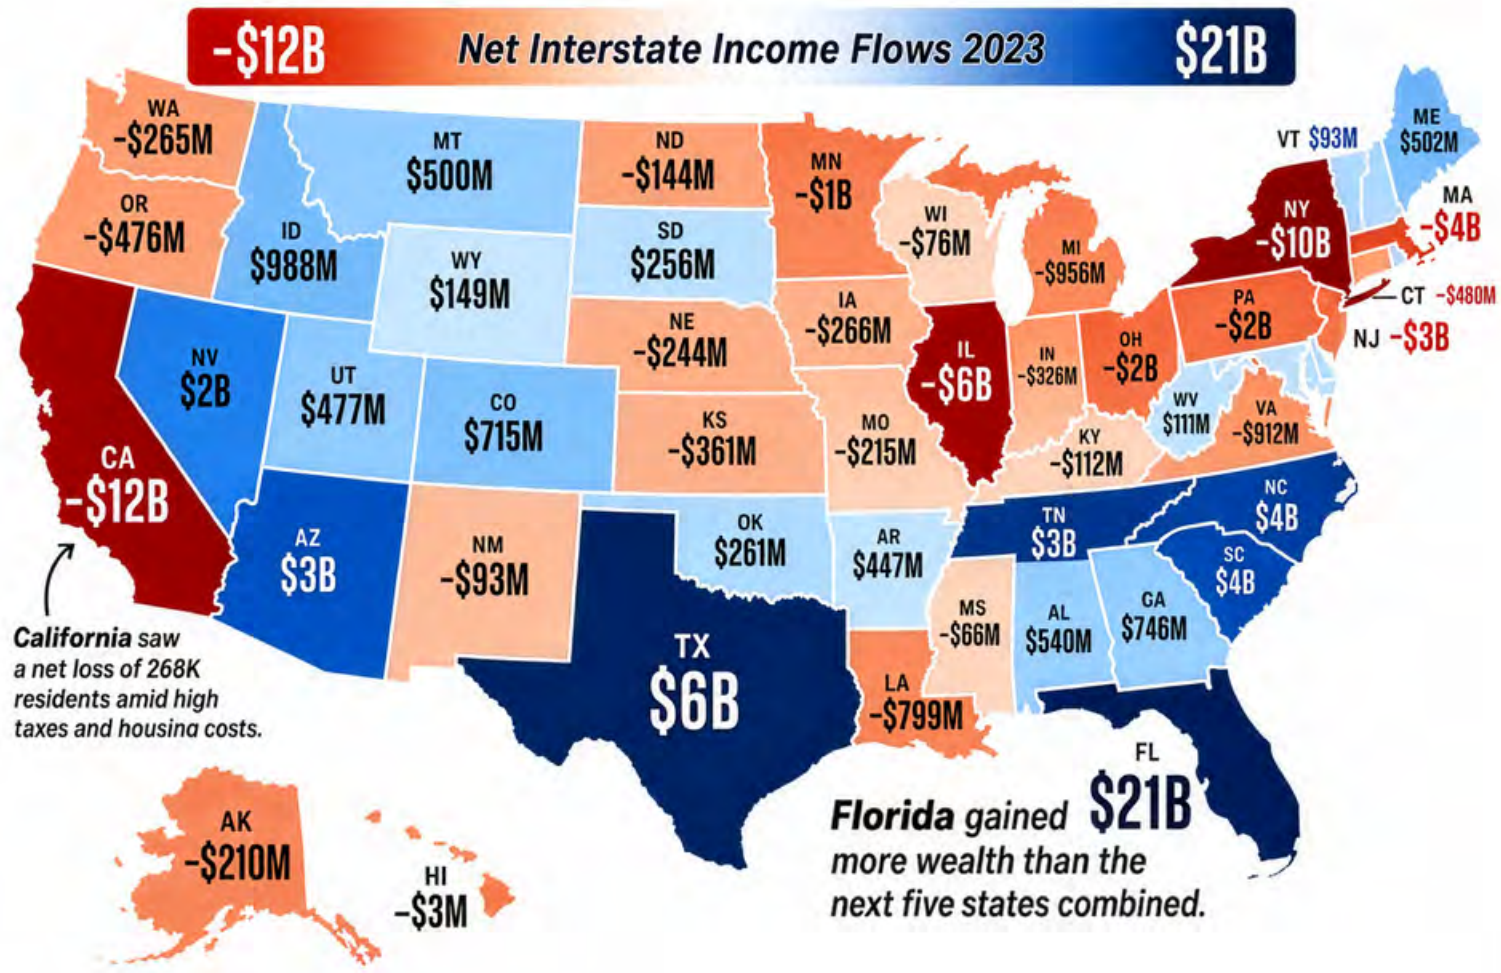 -$12B
Net Interstate Income Flows 2023
$21B
WA
-$265M
OR
-$476M
ID
$988M
MT
$500M
WY
$149M
ND
-$144M
SD
$256M
NE
-$244M
KS
-$361M
MN
-$1B
IA
-$266M
MO
-$215M
WI
-$76M
MI
-$956M
IL
-$6B
IN
-$326M
OH
-$2B
PA
-$2B
NY
-$10B
VT $93M
ME
$502M
MA
-$4B
CT -$480M
NJ -$3B
WV
$111M
VA
-$912M
KY
-$112M
CA
-$12B
NV
$2B
UT
$477M
CO
$715M
AZ
$3B
NM
-$93M
OK
$261M
AR
$447M
TN
$3B
NC
$4B
SC
$4B
MS
-$66M
AL
$540M
GA
$746M
TX
$6B
LA
-$799M
FL
$21B
California saw
a net loss of 268K
residents amid high
taxes and housing costs.
Florida gained
more wealth than the
next five states combined.
AK
-$210M
HI
-$3M